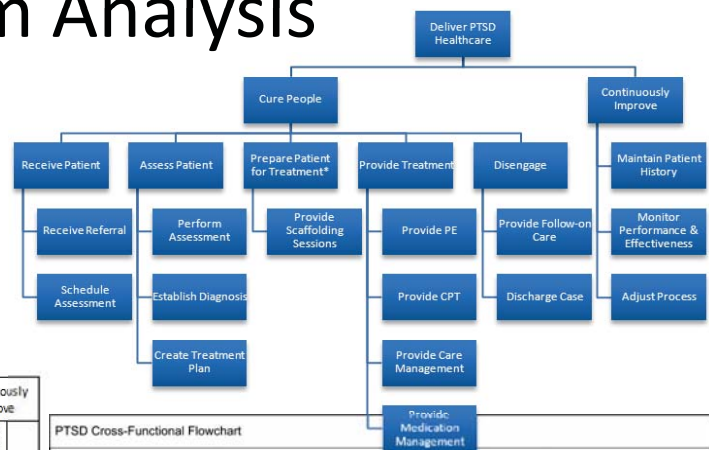 m Analysis
Deliver PTSD
Healthcare
Cure People
Continuously
Improve
Receive Patient
Assess Patient
Prepare Patient
for Treatment*
Provide Treatment
Disengage
Maintain Patient
History
Receive Referral
Perform
Assessment
Provide
Scaffolding
Sessions
Provide PE
Provide Follow-on
Care
Monitor
Performance &
Effectiveness
Schedule
Assessment
Establish Diagnosis
Provide CPT
Discharge Case
Adjust Process
Create Treatment
Plan
Provide Care
Management
Provide
Medication
Management
ously
ove
PTSD Cross-Functional Flowchart